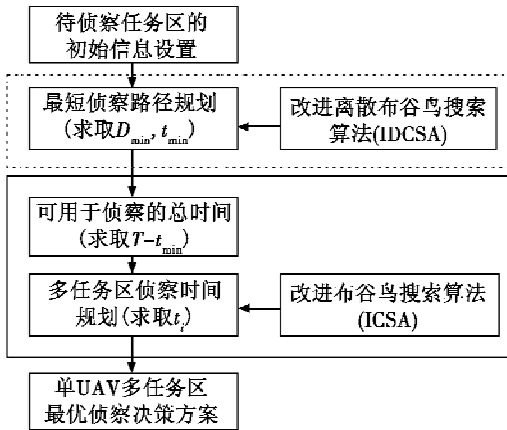 待侦察任务区的
初始信息设置
最短侦察路径规划
(求取Dmin, tmin)
改进离散布谷鸟搜索
算法(IDCSA)
可用于侦察的总时间
(求取T-tmin)
多任务区侦察时间
规划(求取ti)
改进布谷鸟搜索算法
(ICSA)
单UAV多任务区
最优侦察决策方案